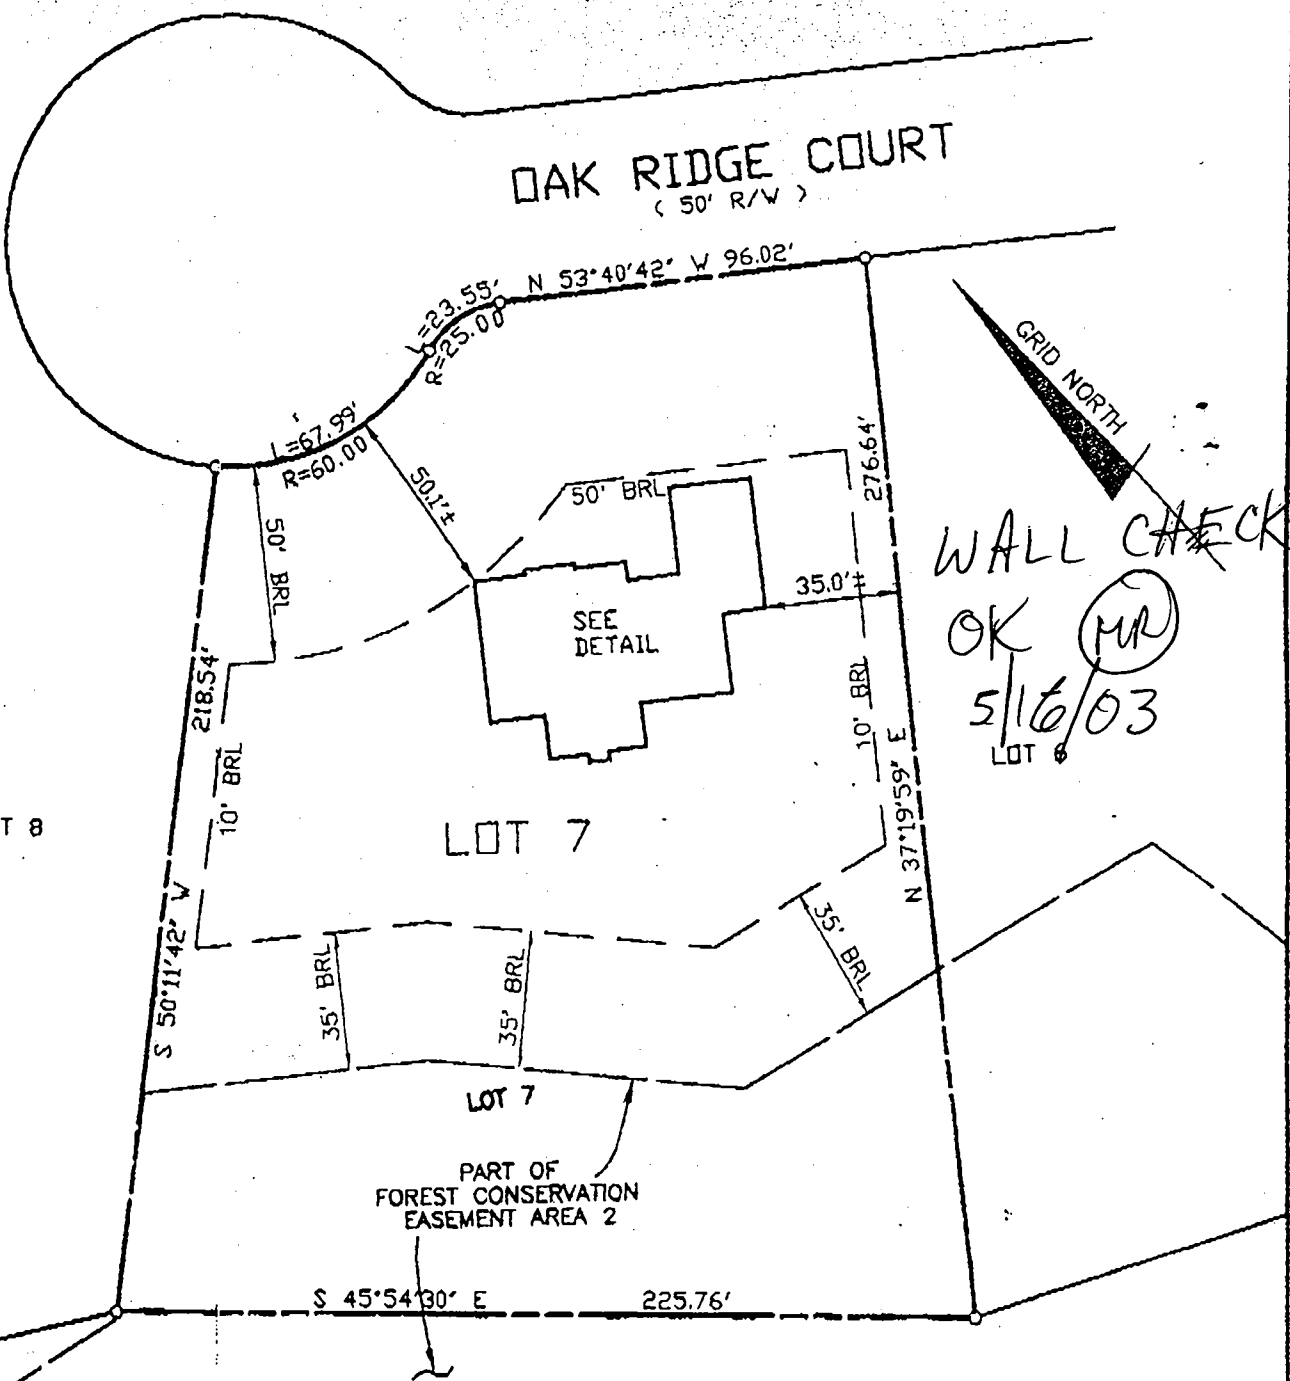 OAK RIDGE COURT
( 50' R/W )
N 53°40'42" W 96.02'
L=23.55'
R=25.00
L=67.99'
R=60.00
GRID NORTH
276.64'
50.1'±
50' BRL
50' BRL
WALL CHECK
35.0'±
SEE
DETAIL
OK MR
5/16/03
LOT
218.54'
10' BRL
10' BRL
T 8
LOT 7
N 37°19'59" E
S 50°11'42" W
35' BRL
35' BRL
35' BRL
LOT 7
PART OF
FOREST CONSERVATION
EASEMENT AREA 2
S 45°54'30" E 225.76'